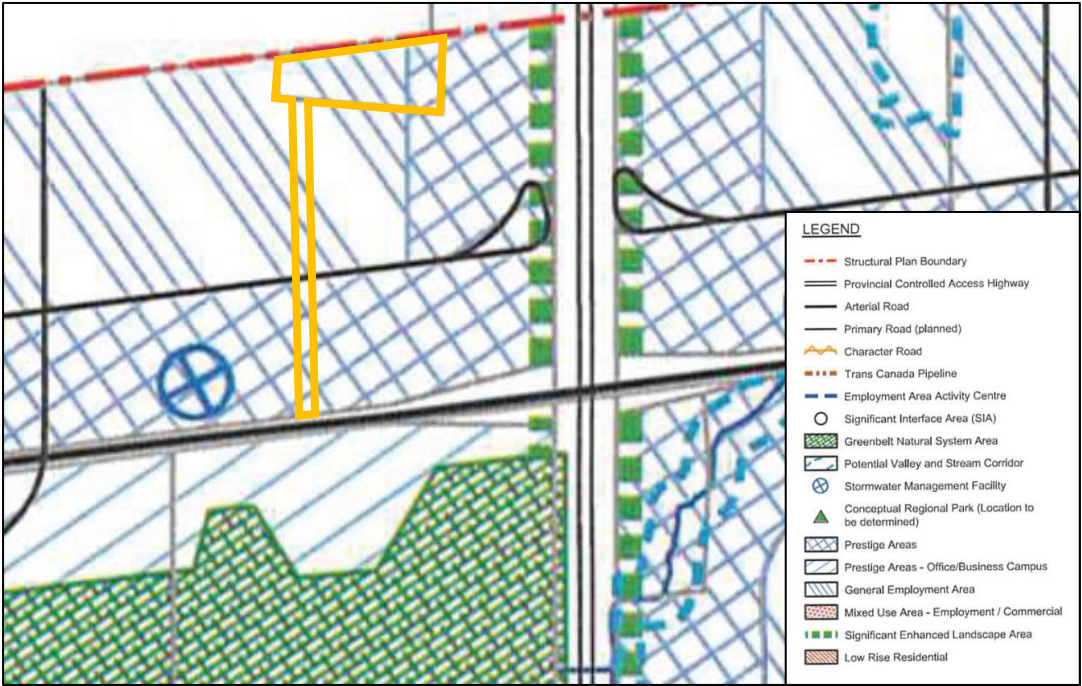 LEGEND
Structural Plan Boundary
Provincial Controlled Access Highway
Arterial Road
Primary Road (planned)
Character Road
Trans Canada Pipeline
Employment Area Activity Centre
Significant Interface Area (SIA)
Greenbelt Natural System Area
Potential Valley and Stream Corridor
Stormwater Management Facility
Conceptual Regional Park (Location to
be determined)
Prestige Areas
Prestige Areas - Office/Business Campus
General Employment Area
Mixed Use Area - Employment / Commercial
Significant Enhanced Landscape Area
Low Rise Residential